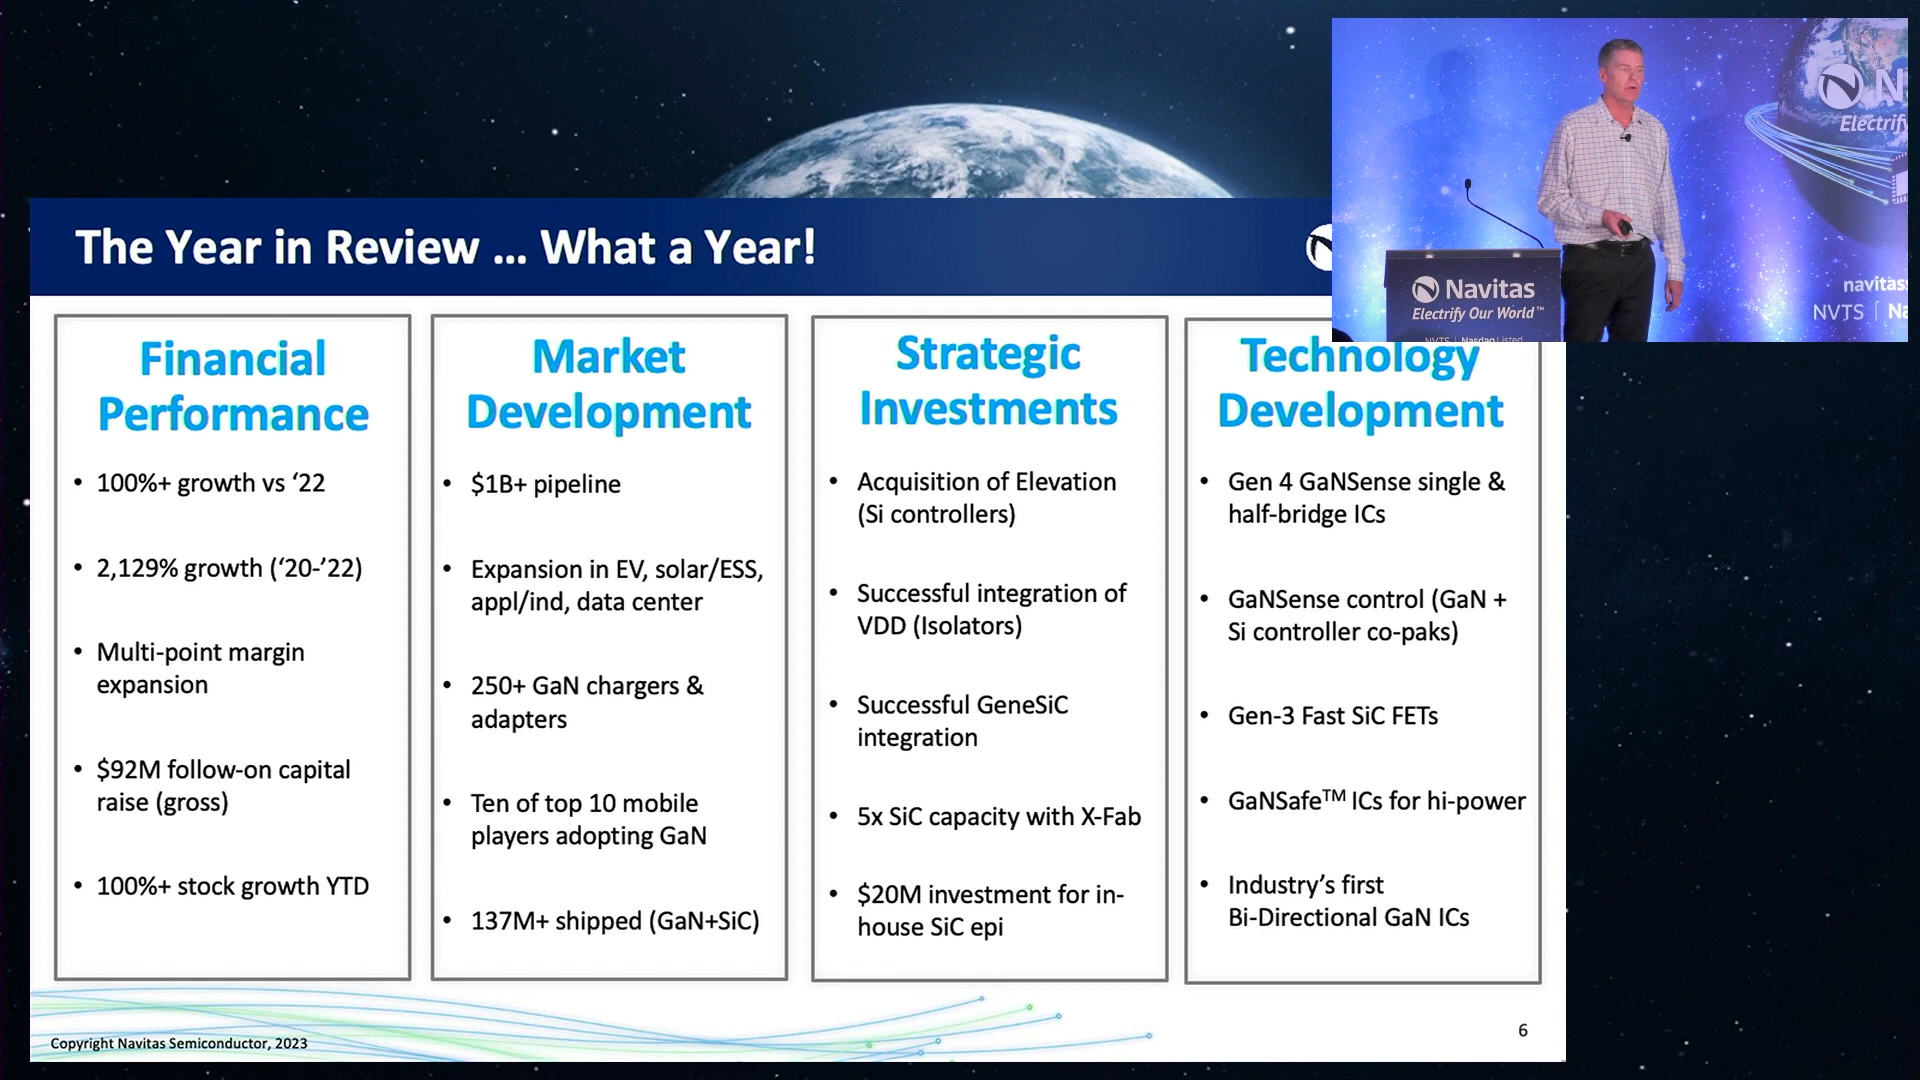 The Year in Review ... What a Year!
Financial
Performance
• 100%+ growth vs ‘22
• 2,129% growth (‘20-’22)
• Multi-point margin
expansion
• $92M follow-on capital
raise (gross)
• 100%+ stock growth YTD
Market
Development
• $1B+ pipeline
• Expansion in EV, solar/ESS,
appl/ind, data center
• 250+ GaN chargers &
adapters
• Ten of top 10 mobile
players adopting GaN
• 137M+ shipped (GaN+SiC)
Strategic
Investments
• Acquisition of Elevation
(Si controllers)
• Successful integration of
VDD (Isolators)
• Successful GeneSiC
integration
• 5x SiC capacity with X-Fab
• $20M investment for in-
house SiC epi
Technology
Development
• Gen 4 GaNSense single &
half-bridge ICs
• GaNSense control (GaN +
Si controller co-paks)
• Gen-3 Fast SiC FETs
• GaNSafe™ ICs for hi-power
• Industry’s first
Bi-Directional GaN ICs
Copyright Navitas Semiconductor, 2023
6
Navitas
Electrify Our World™
NVTS | Nasdaq Listed
N
Electrify
navitas
NVTS | Na